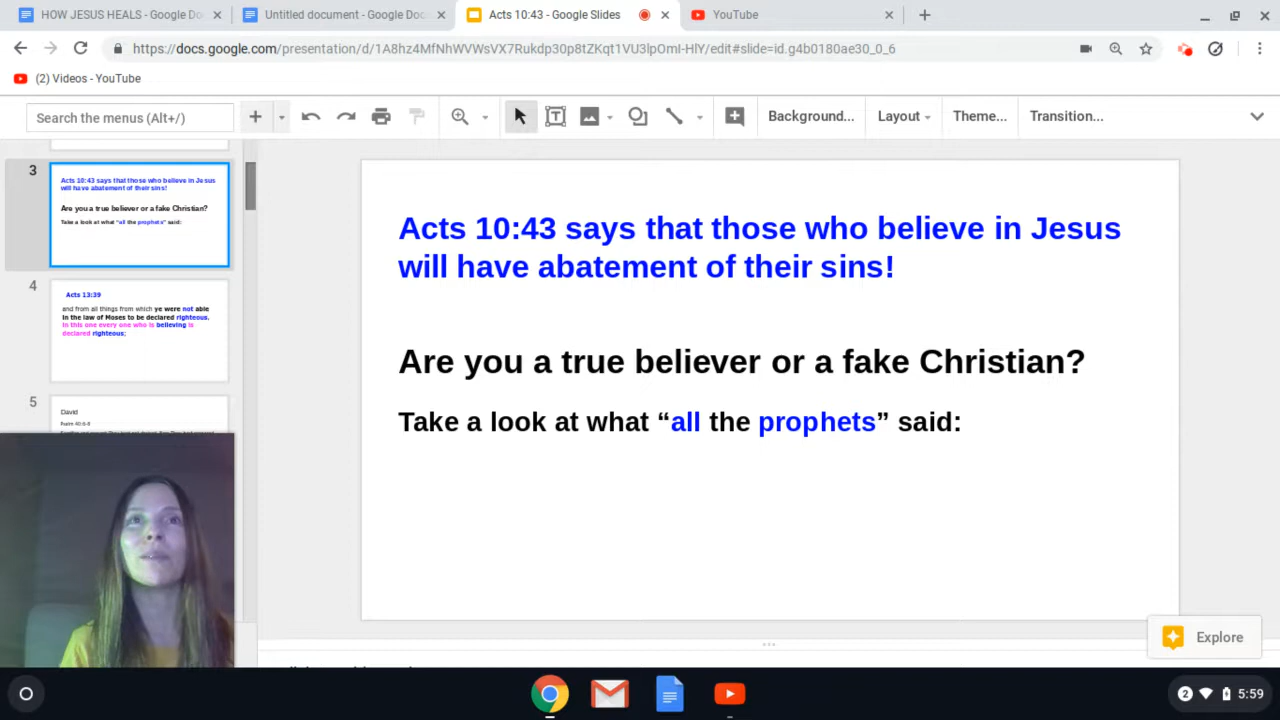 HOW JESUS HEALS - Google Do
Untitled document - Google Doc
Acts 10:43 - Google Slides
YouTube
https://docs.google.com/presentation/d/1A8hz4MfNhWVWsVX7Rukdp30p8tZKqt1VU3lpOmI-HlY/edit#slide=id.g4b0180ae30_0_6
(2) Videos - YouTube
Search the menus (Alt+/)
Background...
Layout
Theme...
Transition...
3
Acts 10:43 says that those who believe in Jesus
will have abatement of their sins!
Are you a true believer or a fake Christian?
Take a look at what "all the prophets" said:
4
Acts 13:39
and from all things from which ye were not able
in the law of Moses to be declared righteous.
In this one every one who is believing is
declared righteous;
5
David
Psalm 40:6-8
Acts 10:43 says that those who believe in Jesus
will have abatement of their sins!
Are you a true believer or a fake Christian?
Take a look at what “all the prophets” said:
Explore
2
5:59